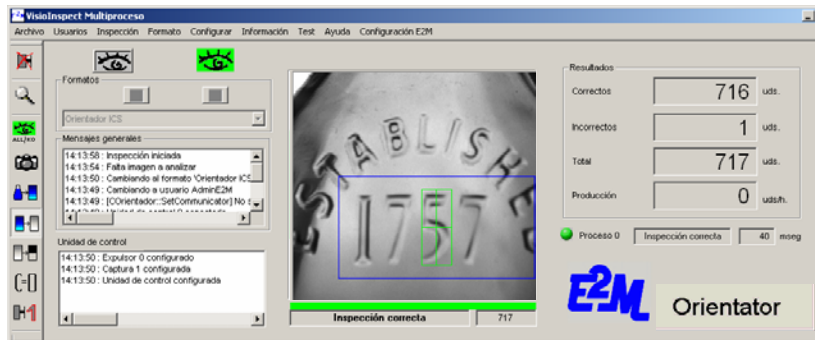 VisioInspect Multiproceso
Archivo Usuarios Inspección Formato Configurar Información Test Ayuda Configuración E2M
ALL/KO
Formatos
Orientador ICS
Mensajes generales
14:13:58 : Inspección iniciada
14:13:54 : Falta imagen a analizar
14:13:50 : Cambiando al formato 'Orientador ICS
14:13:49 : Cambiando a usuario AdminE2M
14:13:49 : [COrientador::SetCommunicator] No s
Unidad de control
14:13:50 : Expulsor 0 configurado
14:13:50 : Captura 1 configurada
14:13:50 : Unidad de control configurada
ESTABLISHED
1757
Inspección correcta 717
Resultados
Correctos 716 uds.
Incorrectos 1 uds.
Total 717 uds.
Producción 0 uds/h.
Proceso 0 Inspección correcta 40 mseg
E2M
Orientator